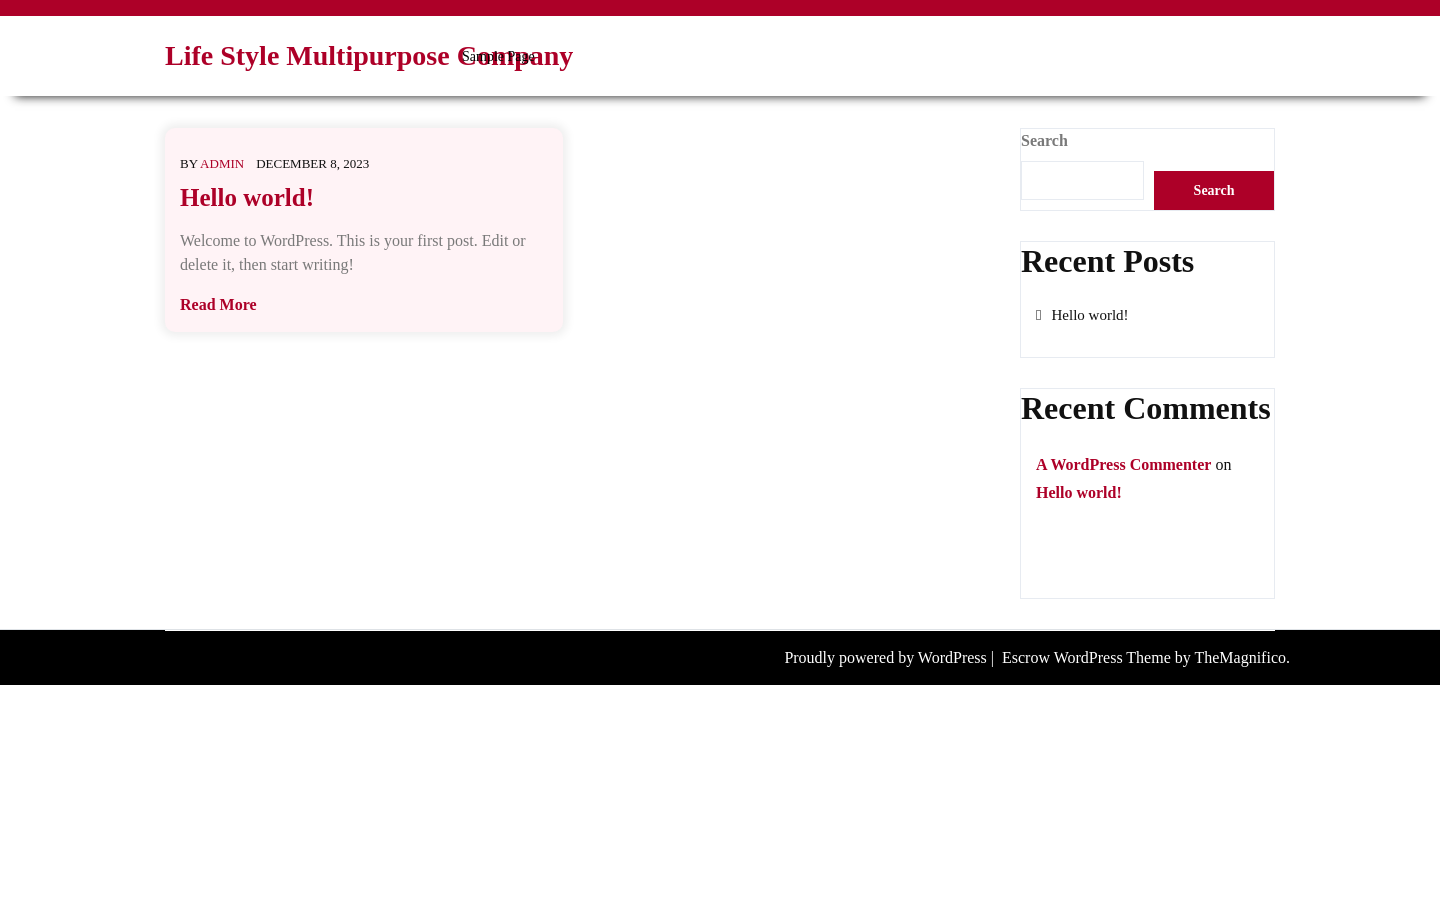 Life Style Multipurpose Company
Sample Page
BY ADMIN DECEMBER 8, 2023
Hello world!
Welcome to WordPress. This is your first post. Edit or
delete it, then start writing!
Read More
Search
Search
Recent Posts
Hello world!
Recent Comments
A WordPress Commenter on
Hello world!
Proudly powered by WordPress | Escrow WordPress Theme by TheMagnifico.